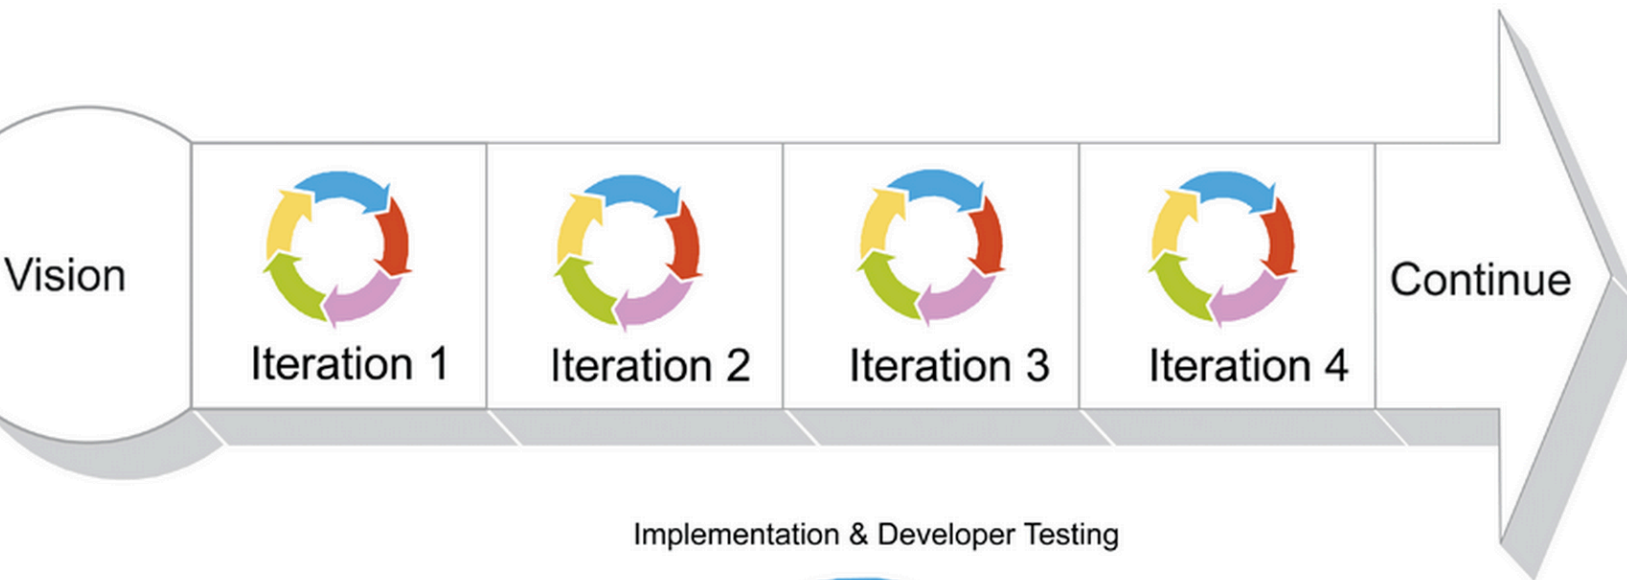 Vision
Iteration 1
Iteration 2
Iteration 3
Iteration 4
Continue
Implementation & Developer Testing